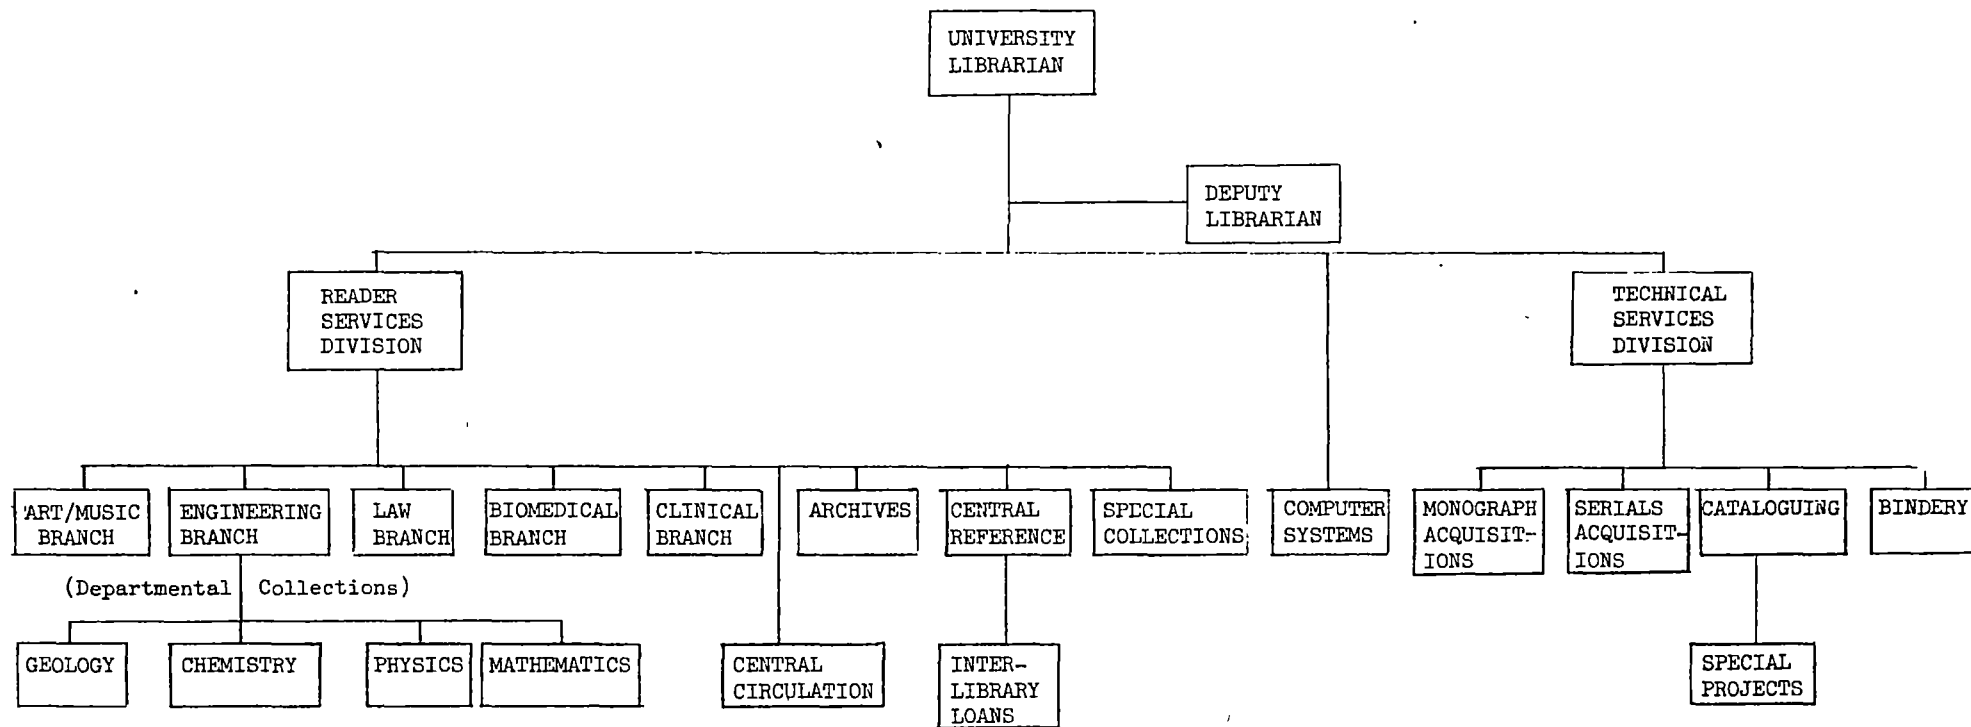 UNIVERSITY
LIBRARIAN
DEPUTY
LIBRARIAN
READER
SERVICES
DIVISION
TECHNICAL
SERVICES
DIVISION
ART/MUSIC
BRANCH
ENGINEERING
BRANCH
LAW
BRANCH
BIOMEDICAL
BRANCH
CLINICAL
BRANCH
ARCHIVES
CENTRAL
REFERENCE
SPECIAL
COLLECTIONS
COMPUTER
SYSTEMS
MONOGRAPH
ACQUISIT-
IONS
SERIALS
ACQUISIT-
IONS
CATALOGUING
BINDERY
(Departmental Collections)
GEOLOGY
CHEMISTRY
PHYSICS
MATHEMATICS
CENTRAL
CIRCULATION
INTER-
LIBRARY
LOANS
SPECIAL
PROJECTS